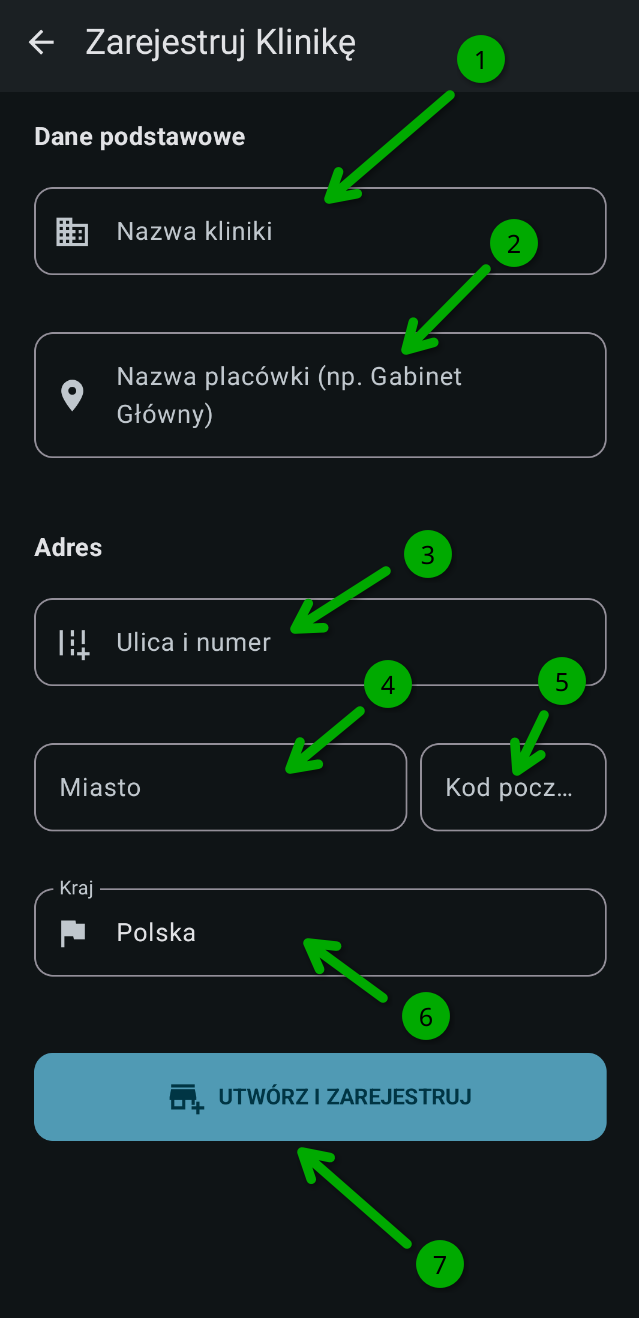 Zarejestruj Klinikę
1
Dane podstawowe
Nazwa kliniki
2
Nazwa placówki (np. Gabinet
Główny)
Adres
3
Ulica i numer
4
5
Miasto
Kod pocz...
Kraj
Polska
6
UTWÓRZ I ZAREJESTRUJ
7